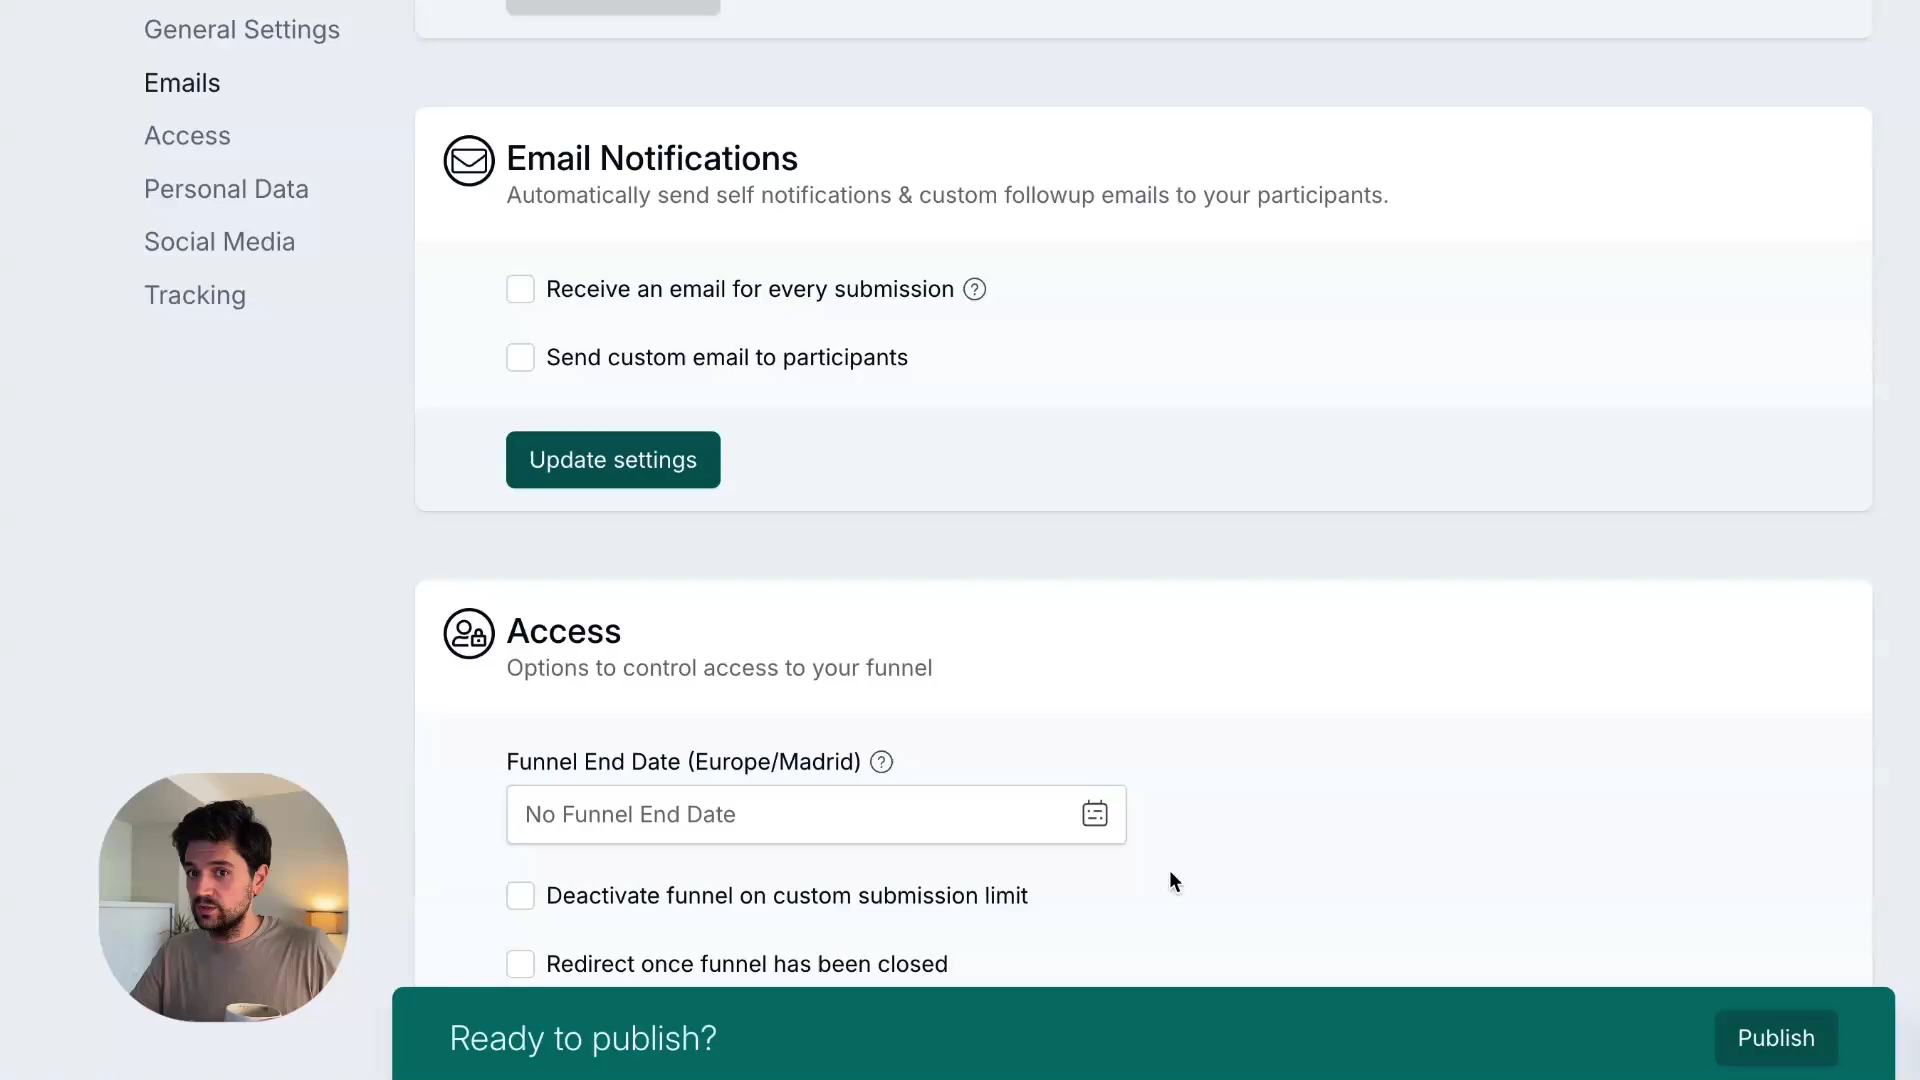 General Settings
Emails
Access
Personal Data
Social Media
Tracking
Email Notifications
Automatically send self notifications & custom followup emails to your participants.
Receive an email for every submission ?
Send custom email to participants
Update settings
Access
Options to control access to your funnel
Funnel End Date (Europe/Madrid) ?
No Funnel End Date
Deactivate funnel on custom submission limit
Redirect once funnel has been closed
Ready to publish?
Publish